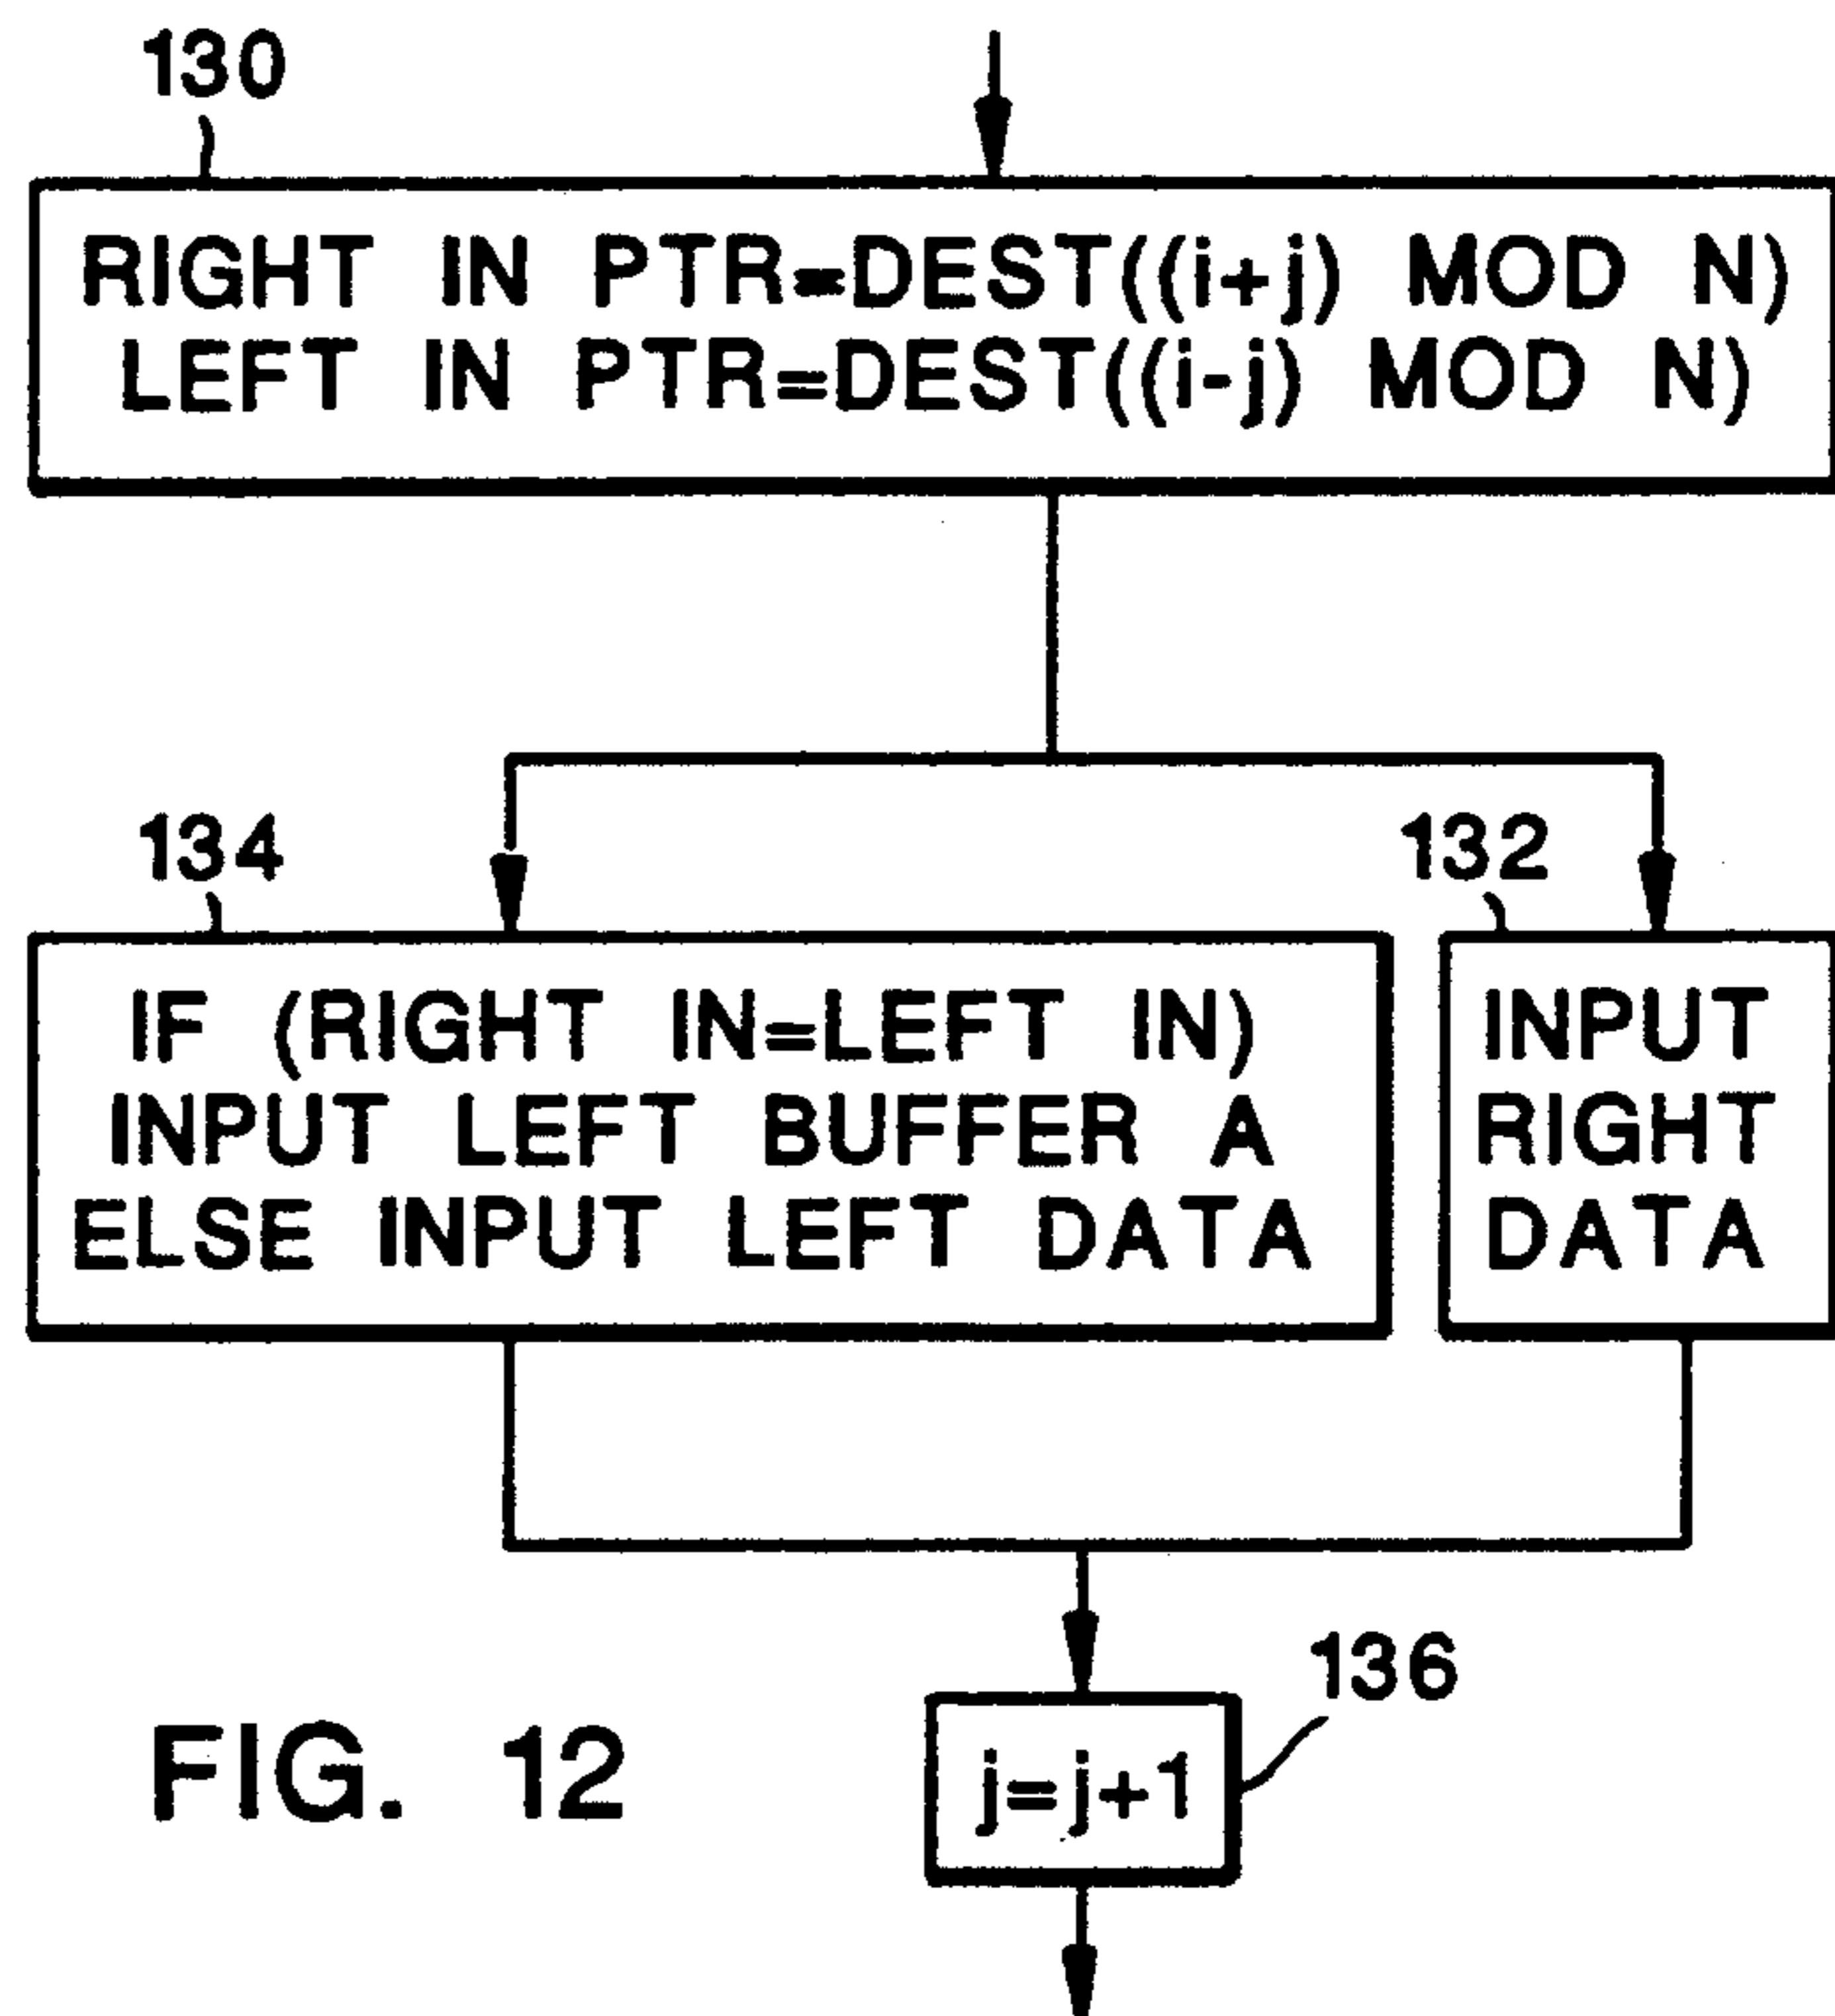 130
RIGHT IN PTR=DEST((i+j) MOD N)
LEFT IN PTR=DEST((i-j) MOD N)
134
132
IF (RIGHT IN=LEFT IN)
INPUT LEFT BUFFER A
ELSE INPUT LEFT DATA
INPUT
RIGHT
DATA
136
j=j+1
FIG. 12